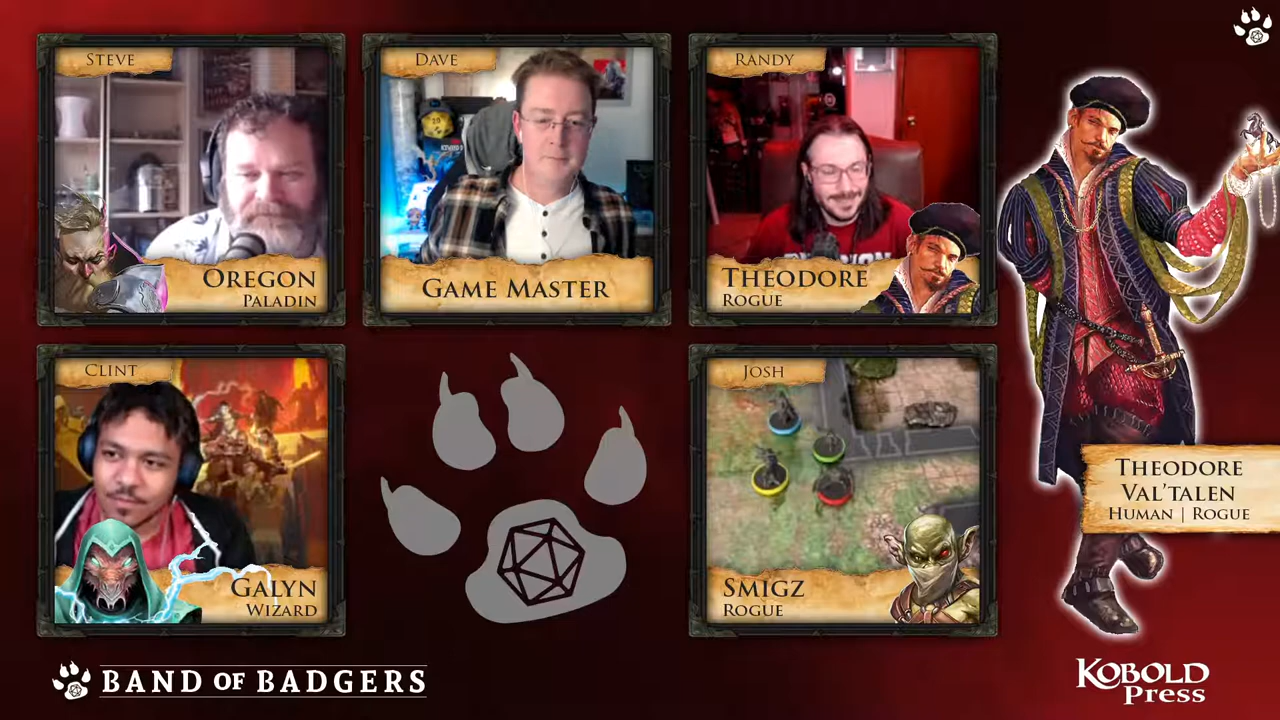 STEVE
OREGON
PALADIN
DAVE
GAME MASTER
RANDY
THEODORE
ROGUE
CLINT
GALYN
WIZARD
JOSH
SMIGZ
ROGUE
THEODORE
VAL'TALEN
HUMAN | ROGUE
BAND OF BADGERS
KOBOLD
Press